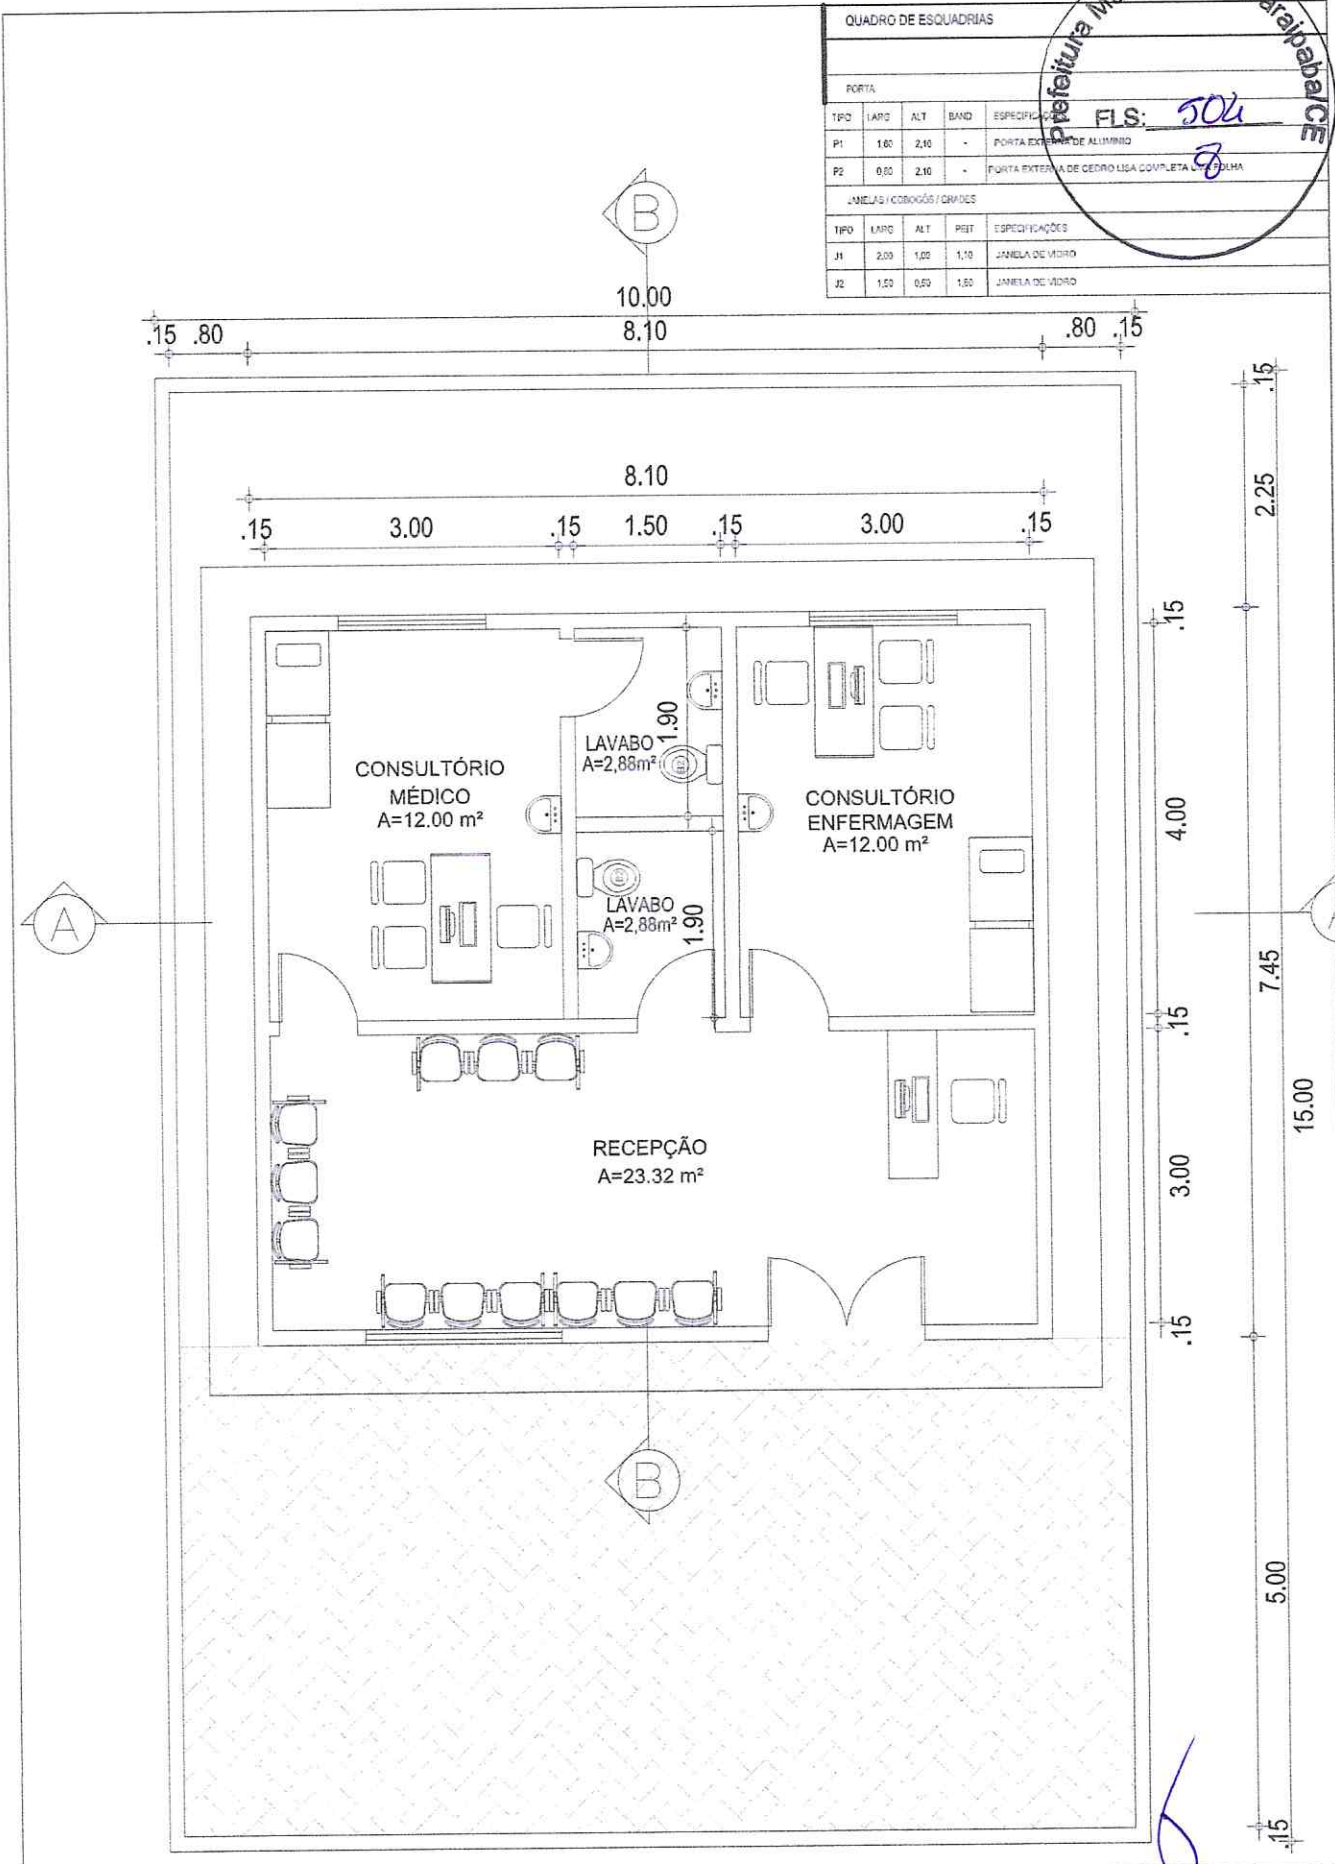 QUADRO DE ESQUADRIAS
Prefeitura
araipaba/CE
FLS: 504
PORTA
TIPO LARG ALT BAND
P1 1,60 2,10 - PORTA EXTERNA DE ALUMINIO
P2 0,80 2,10 - PORTA EXTERNA DE CEDRO LISA COMPLETA FOLHA
JANELAS / COBOGÓS / GRADES
TIPO LARG ALT PEIT ESPECIFICAÇÕES
J1 2,00 1,00 1,10 JANELA DE VIDRO
J2 1,50 0,50 1,60 JANELA DE VIDRO
B
10.00
.15 .80 8.10 .80 .15
.15
2.25
8.10
.15 3.00 .15 1.50 .15 3.00 .15
.15
LAVABO
A=2,88m²
1.90
CONSULTÓRIO
MÉDICO
A=12.00 m²
CONSULTÓRIO
ENFERMAGEM
A=12.00 m²
4.00
LAVABO
A=2,88m²
1.90
A
7.45
.15
15.00
RECEPÇÃO
A=23.32 m²
3.00
.15
B
5.00
.15